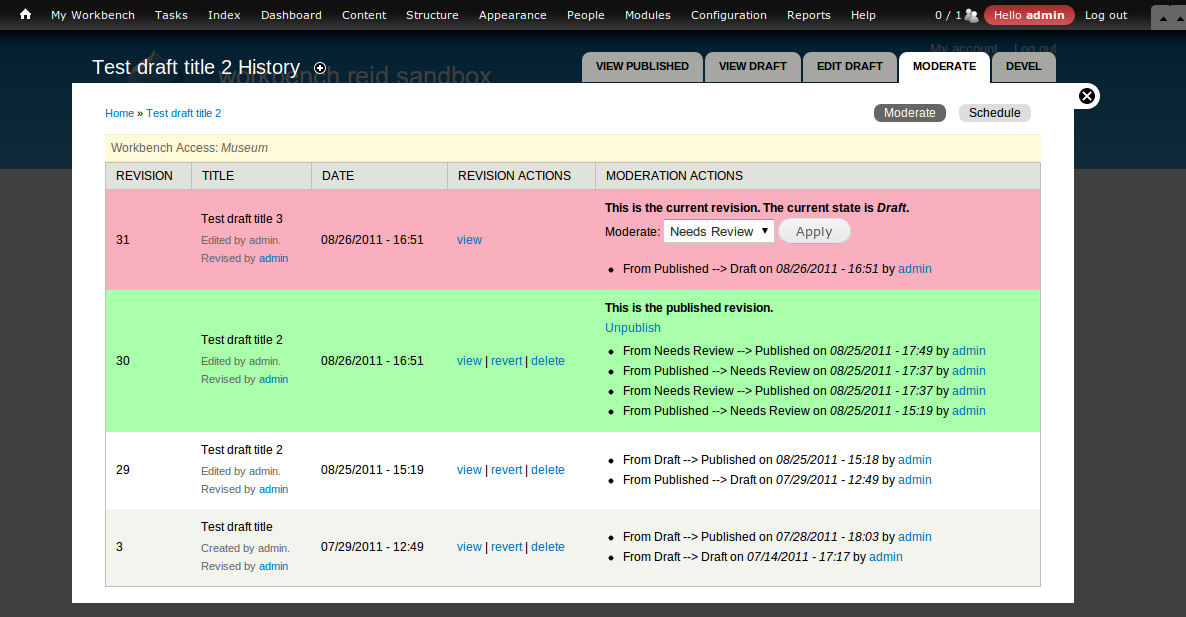 My Workbench Tasks Index Dashboard Content Structure Appearance People Modules Configuration Reports Help 0 / 1 Hello admin Log out
My account Log out
workbench reid sandbox
Test draft title 2 History
VIEW PUBLISHED VIEW DRAFT EDIT DRAFT MODERATE DEVEL
Home » Test draft title 2
Moderate Schedule
Workbench Access: Museum
REVISION TITLE DATE REVISION ACTIONS MODERATION ACTIONS
31
Test draft title 3
Edited by admin.
Revised by admin
08/26/2011 - 16:51
view
This is the current revision. The current state is Draft.
Moderate: Needs Review Apply
From Published --> Draft on 08/26/2011 - 16:51 by admin
30
Test draft title 2
Edited by admin.
Revised by admin
08/26/2011 - 16:51
view | revert | delete
This is the published revision.
Unpublish
From Needs Review --> Published on 08/25/2011 - 17:49 by admin
From Published --> Needs Review on 08/25/2011 - 17:37 by admin
From Needs Review --> Published on 08/25/2011 - 17:37 by admin
From Published --> Needs Review on 08/25/2011 - 15:19 by admin
29
Test draft title 2
Edited by admin.
Revised by admin
08/25/2011 - 15:19
view | revert | delete
From Draft --> Published on 08/25/2011 - 15:18 by admin
From Published --> Draft on 07/29/2011 - 12:49 by admin
3
Test draft title
Created by admin.
Revised by admin
07/29/2011 - 12:49
view | revert | delete
From Draft --> Published on 07/28/2011 - 18:03 by admin
From Draft --> Draft on 07/14/2011 - 17:17 by admin